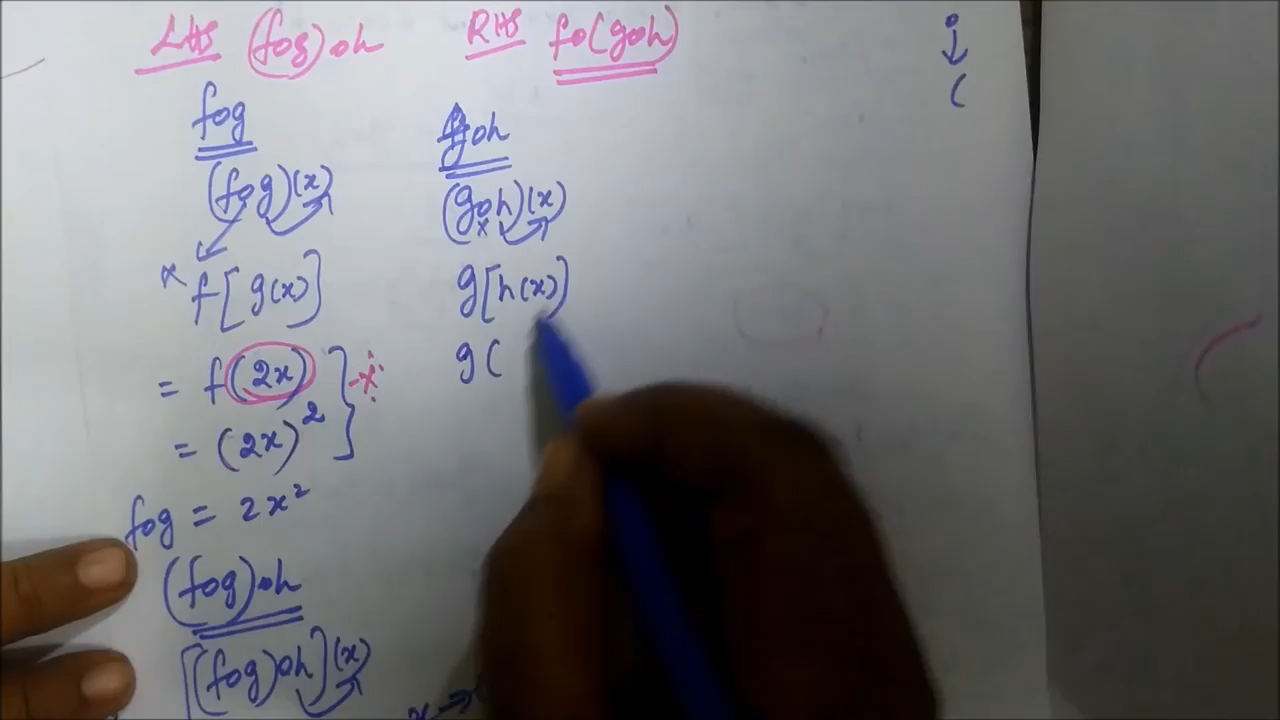 LHS (fog)oh
RHS fo(goh)
fog
(fog)(x)
x f[g(x)]
= f(2x)
= (2x)²
fog = 2x²
(fog)oh
[(fog)oh](x)
goh
(goh)(x)
x
g[h(x)]
g(